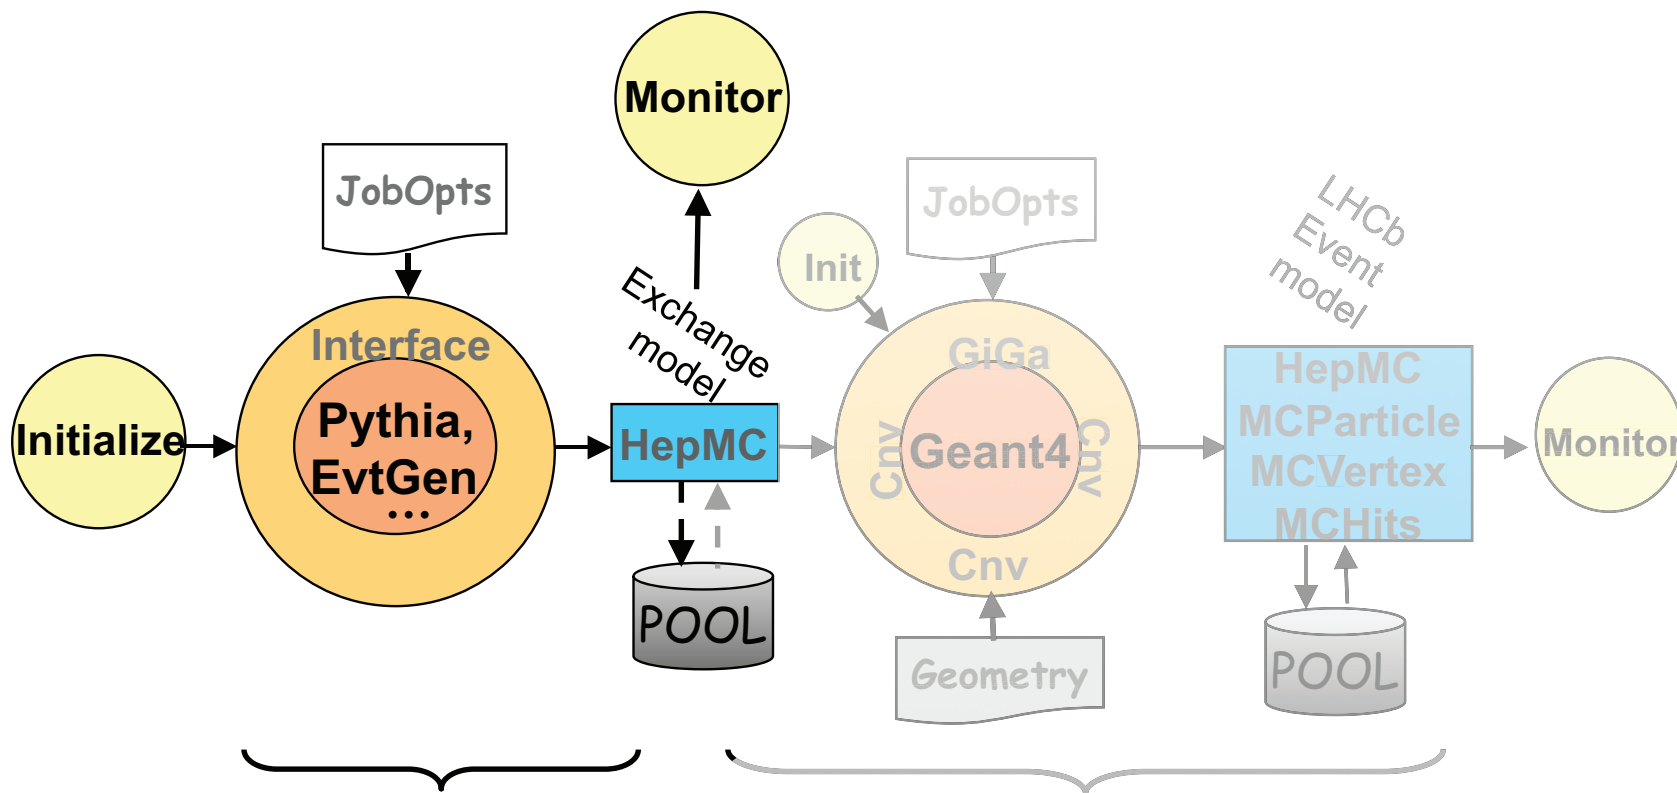 Monitor
JobOpts
Exchange
model
Initialize
Interface
Pythia,
EvtGen
...
HepMC
POOL
JobOpts
Init
GiGa
Cnv
Geant4
Cnv
Cnv
Geometry
LHCb
Event
model
HepMC
MCParticle
MCVertex
MCHits
POOL
Monitor